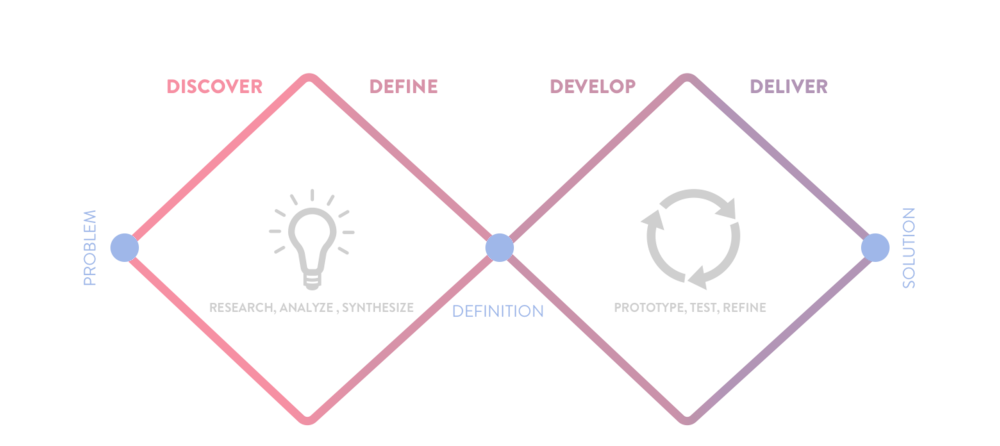 DISCOVER
DEFINE
DEVELOP
DELIVER
PROBLEM
SOLUTION
RESEARCH, ANALYZE , SYNTHESIZE
DEFINITION
PROTOTYPE, TEST, REFINE